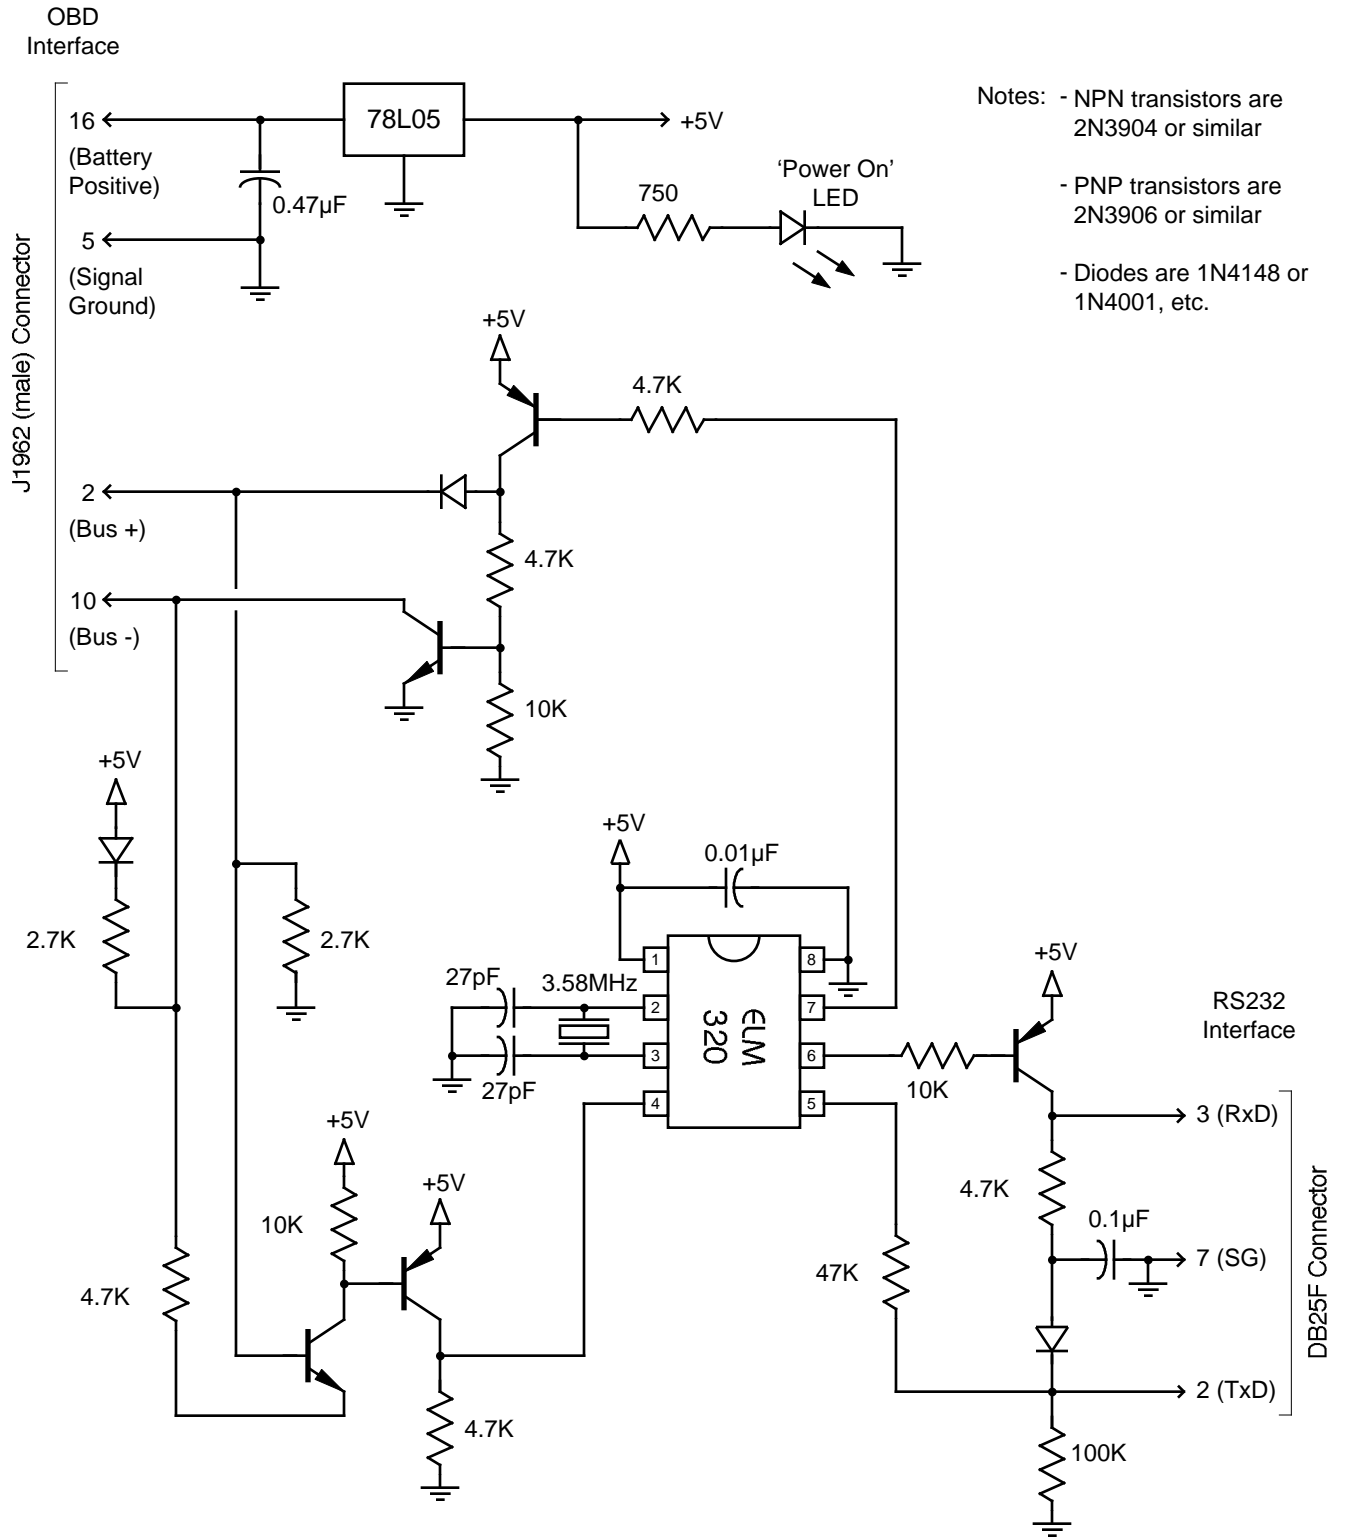 OBD
Interface
16
(Battery
Positive)
78L05
+5V
0.47µF
5
(Signal
Ground)
750
‘Power On’
LED
Notes: - NPN transistors are
2N3904 or similar
- PNP transistors are
2N3906 or similar
- Diodes are 1N4148 or
1N4001, etc.
J1962 (male) Connector
+5V
4.7K
2
(Bus +)
4.7K
10
(Bus -)
10K
+5V
2.7K
2.7K
+5V
0.01µF
27pF
3.58MHz
27pF
1
2
3
4
8
7
6
5
ELM
320
+5V
10K
RS232
Interface
3 (RxD)
4.7K
0.1µF
7 (SG)
47K
2 (TxD)
100K
DB25F Connector
+5V
10K
+5V
4.7K
4.7K